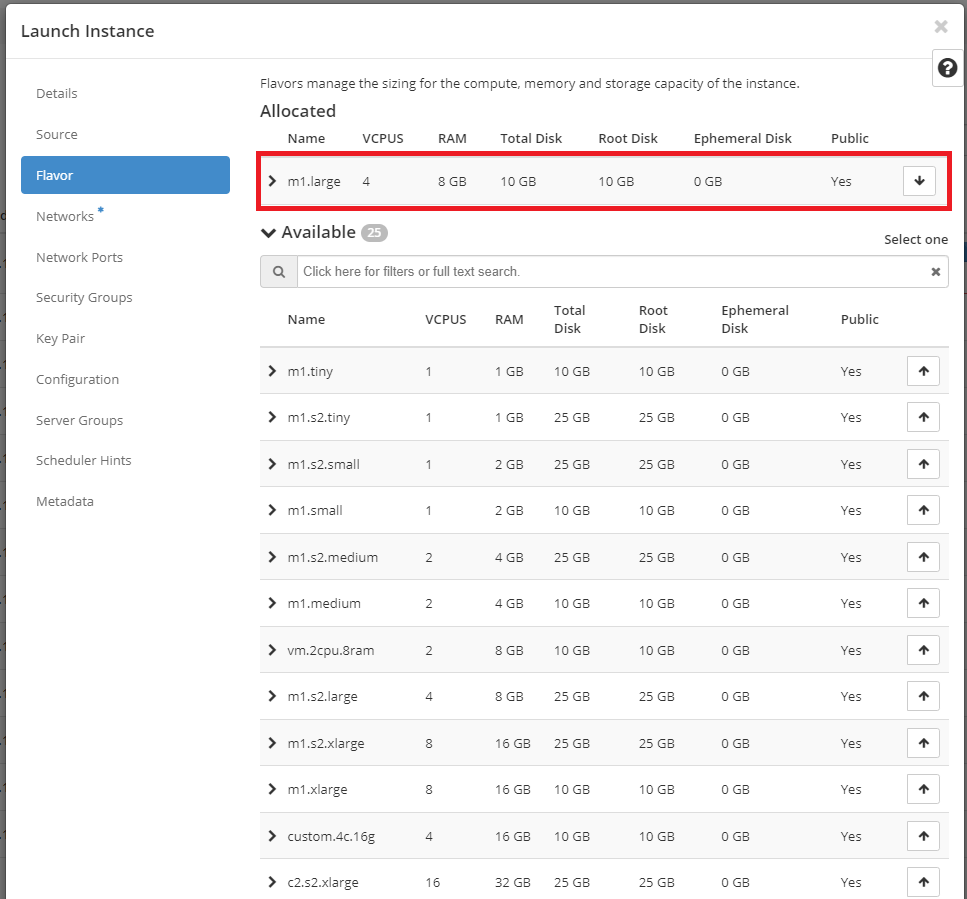 Launch Instance
Details
Source
Flavor
Networks *
Network Ports
Security Groups
Key Pair
Configuration
Server Groups
Scheduler Hints
Metadata
Flavors manage the sizing for the compute, memory and storage capacity of the instance.
Allocated
Name VCPUS RAM Total Disk Root Disk Ephemeral Disk Public
m1.large 4 8 GB 10 GB 10 GB 0 GB Yes
Available 25
Select one
Click here for filters or full text search.
Name VCPUS RAM Total Disk Root Disk Ephemeral Disk Public
m1.tiny 1 1 GB 10 GB 10 GB 0 GB Yes
m1.s2.tiny 1 1 GB 25 GB 25 GB 0 GB Yes
m1.s2.small 1 2 GB 25 GB 25 GB 0 GB Yes
m1.small 1 2 GB 10 GB 10 GB 0 GB Yes
m1.s2.medium 2 4 GB 25 GB 25 GB 0 GB Yes
m1.medium 2 4 GB 10 GB 10 GB 0 GB Yes
vm.2cpu.8ram 2 8 GB 10 GB 10 GB 0 GB Yes
m1.s2.large 4 8 GB 25 GB 25 GB 0 GB Yes
m1.s2.xlarge 8 16 GB 25 GB 25 GB 0 GB Yes
m1.xlarge 8 16 GB 10 GB 10 GB 0 GB Yes
custom.4c.16g 4 16 GB 10 GB 10 GB 0 GB Yes
c2.s2.xlarge 16 32 GB 25 GB 25 GB 0 GB Yes